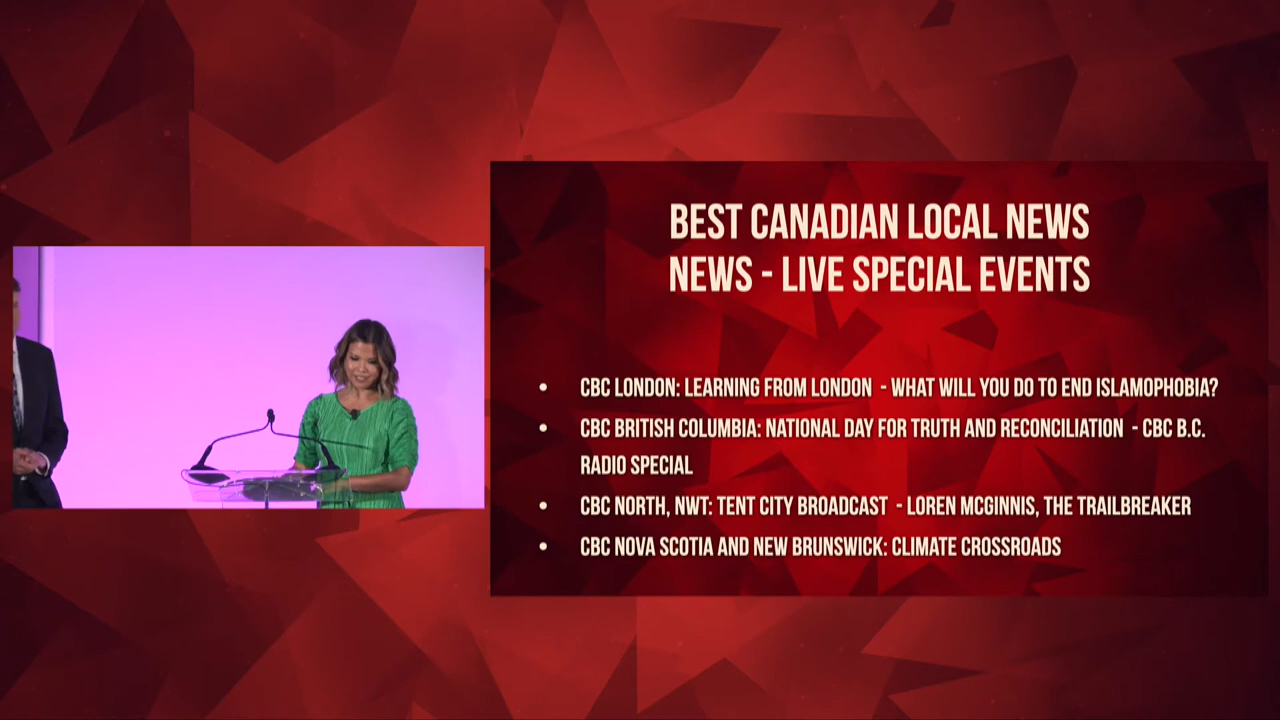 BEST CANADIAN LOCAL NEWS
NEWS - LIVE SPECIAL EVENTS
• CBC LONDON: LEARNING FROM LONDON - WHAT WILL YOU DO TO END ISLAMOPHOBIA?
• CBC BRITISH COLUMBIA: NATIONAL DAY FOR TRUTH AND RECONCILIATION - CBC B.C.
RADIO SPECIAL
• CBC NORTH, NWT: TENT CITY BROADCAST - LOREN MCGINNIS, THE TRAILBREAKER
• CBC NOVA SCOTIA AND NEW BRUNSWICK: CLIMATE CROSSROADS